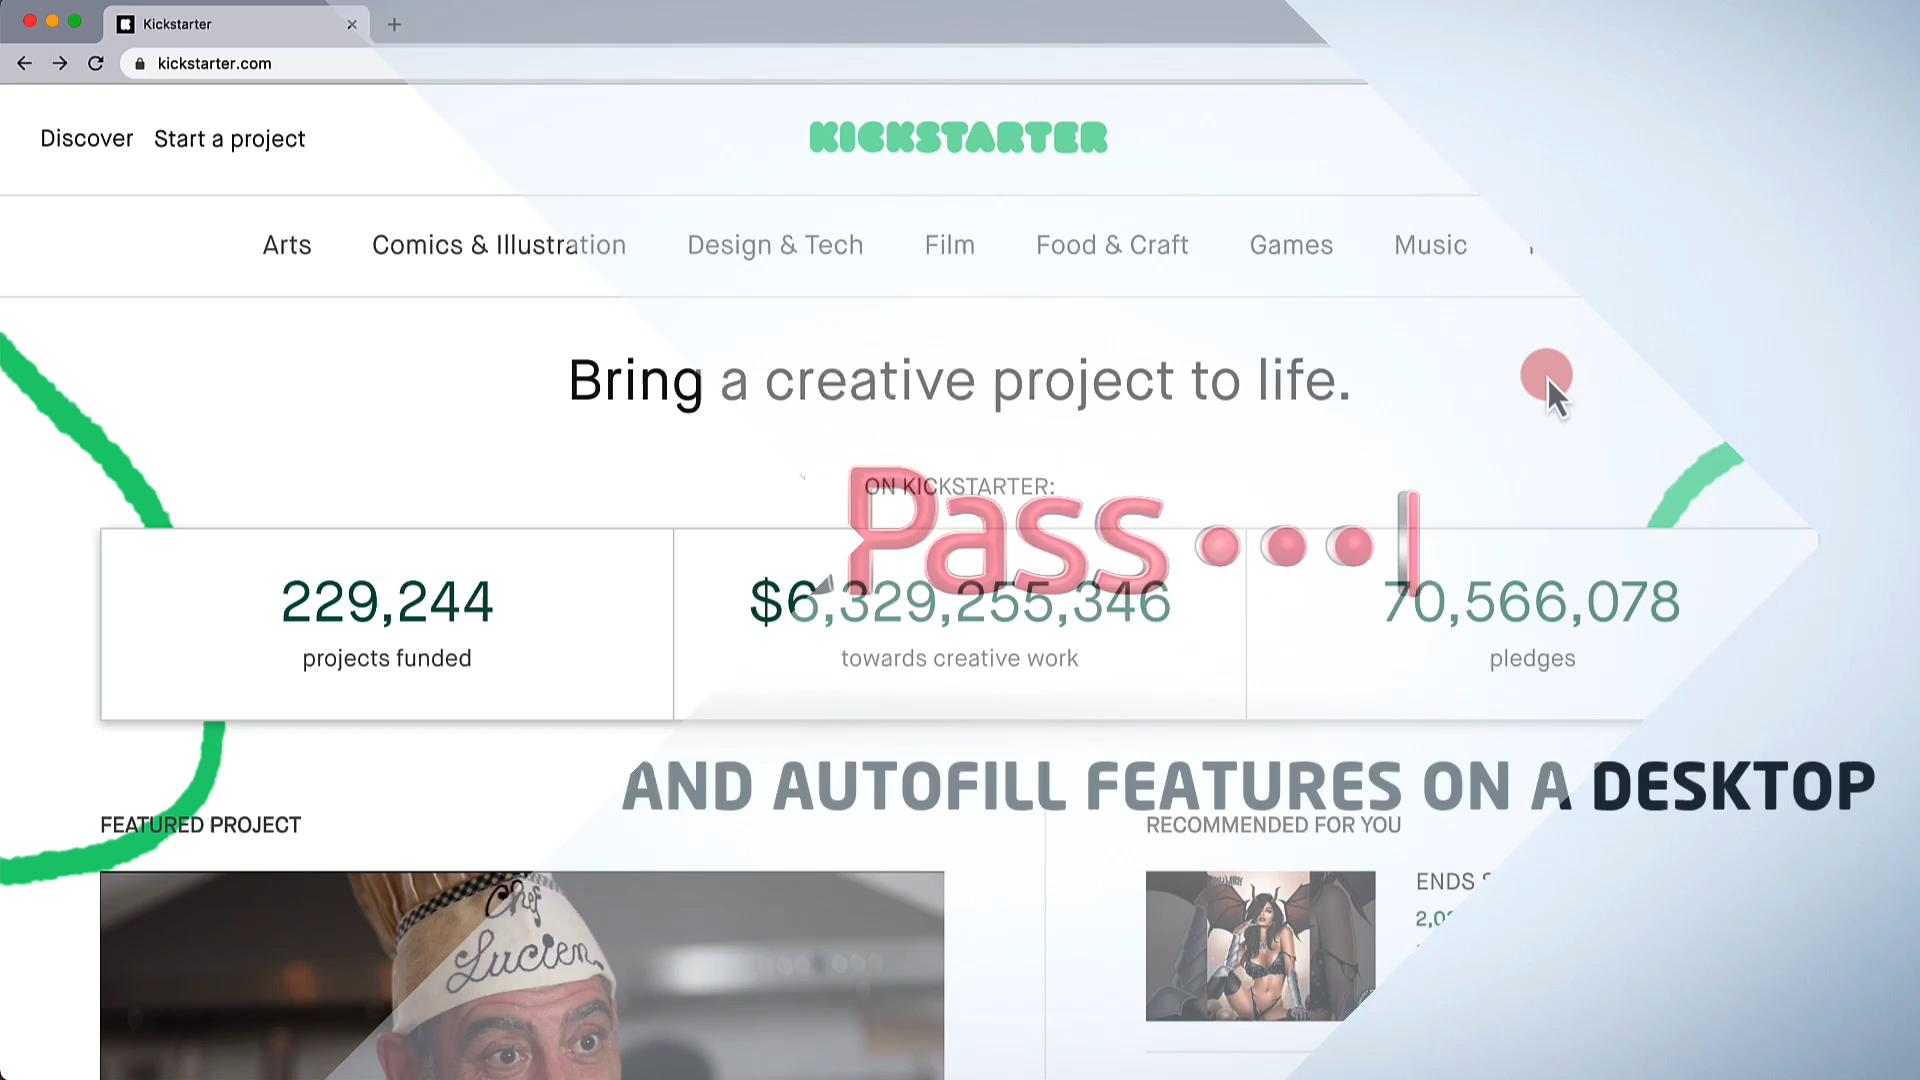 Kickstarter
kickstarter.com
Discover Start a project
KICKSTARTER
Arts Comics & Illustration Design & Tech Film Food & Craft Games Music
Bring a creative project to life.
ON KICKSTARTER:
Pass
229,244 $6,329,255,346 70,566,078
projects funded towards creative work pledges
AND AUTOFILL FEATURES ON A DESKTOP
FEATURED PROJECT RECOMMENDED FOR YOU
Chef
Lucien
ENDS